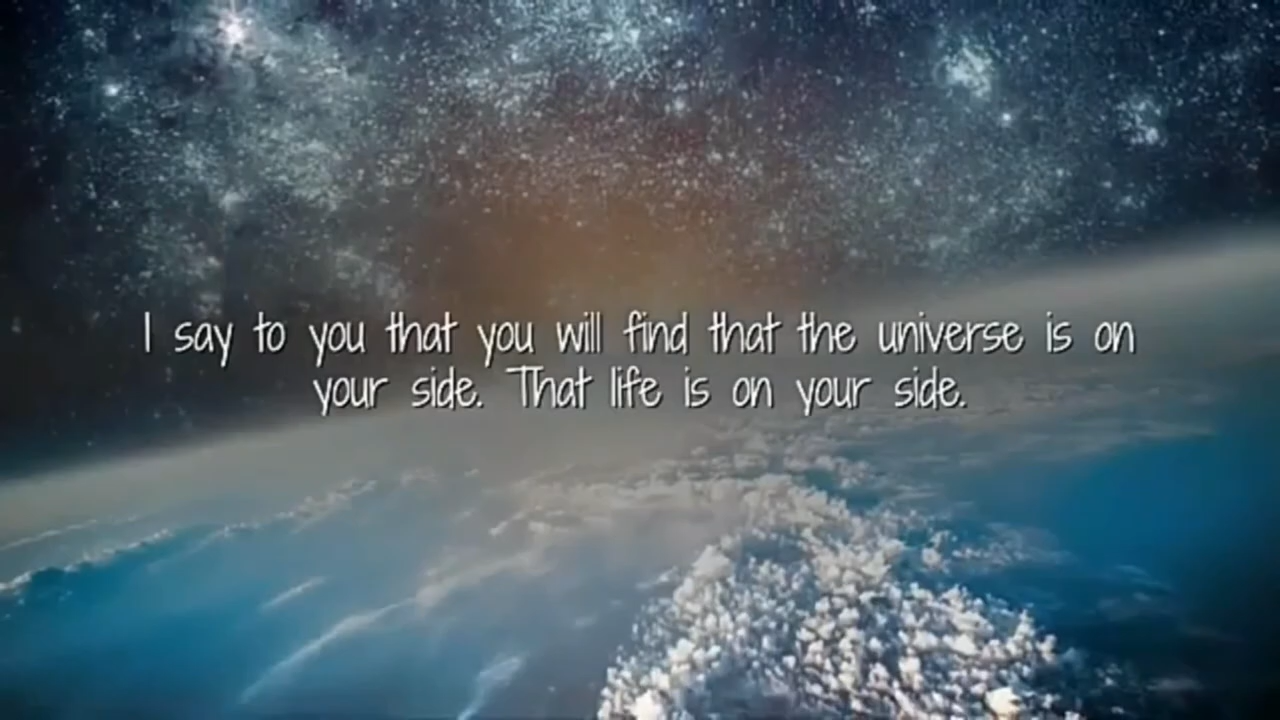 I say to you that you will find that the universe is on
your side. That life is on your side.